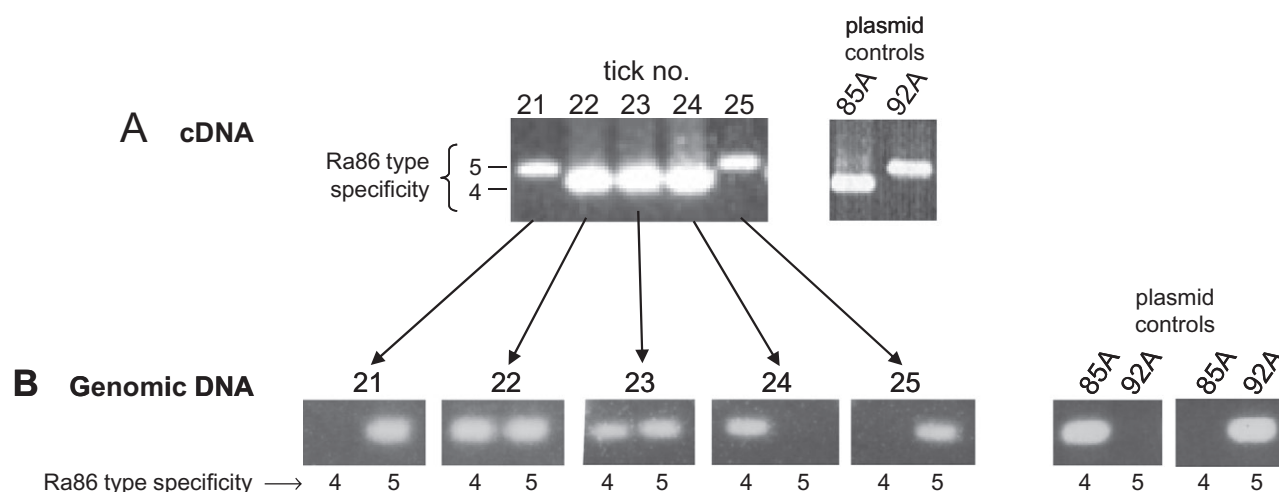 plasmid
controls
85A 92A
tick no.
21 22 23 24 25
A cDNA
Ra86 type
specificity
5
4
plasmid
controls
85A 92A 85A 92A
B Genomic DNA
21 22 23 24 25
Ra86 type specificity → 4 5 4 5 4 5 4 5 4 5 4 5 4 5